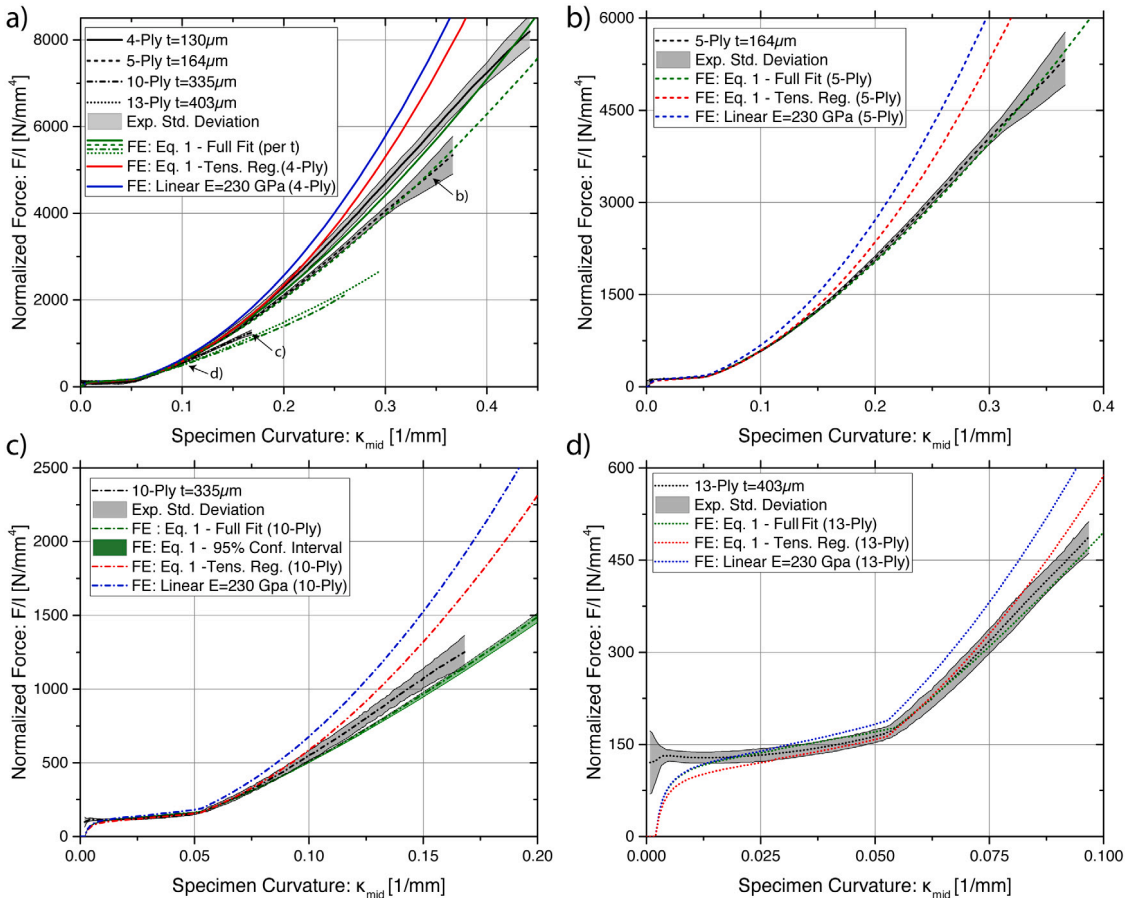 a)
Normalized Force: F/I [N/mm⁴]
8000
6000
4000
2000
0
4-Ply t=130µm
5-Ply t=164µm
10-Ply t=335µm
13-Ply t=403µm
Exp. Std. Deviation
FE: Eq. 1 - Full Fit (per t)
FE: Eq. 1 -Tens. Reg.(4-Ply)
FE: Linear E=230 GPa (4-Ply)
b)
c)
d)
0.0 0.1 0.2 0.3 0.4
Specimen Curvature: κmid [1/mm]
b)
Normalized Force: F/I [N/mm⁴]
6000
4500
3000
1500
0
5-Ply t=164µm
Exp. Std. Deviation
FE: Eq. 1 - Full Fit (5-Ply)
FE: Eq. 1 - Tens. Reg. (5-Ply)
FE: Linear E=230 GPa (5-Ply)
0.0 0.1 0.2 0.3 0.4
Specimen Curvature: κmid [1/mm]
c)
Normalized Force: F/I [N/mm⁴]
2500
2000
1500
1000
500
0
10-Ply t=335µm
Exp. Std. Deviation
FE : Eq. 1 - Full Fit (10-Ply)
FE: Eq. 1 - 95% Conf. Interval
FE: Eq. 1 -Tens. Reg (10-Ply)
FE: Linear E=230 Gpa (10-Ply)
0.00 0.05 0.10 0.15 0.20
Specimen Curvature: κmid [1/mm]
d)
Normalized Force: F/I [N/mm⁴]
600
450
300
150
0
13-Ply t=403µm
Exp. Std. Deviation
FE: Eq. 1 - Full Fit (13-Ply)
FE: Eq. 1 - Tens. Reg. (13-Ply)
FE: Linear E=230 GPa (13-Ply)
0.000 0.025 0.050 0.075 0.100
Specimen Curvature: κmid [1/mm]